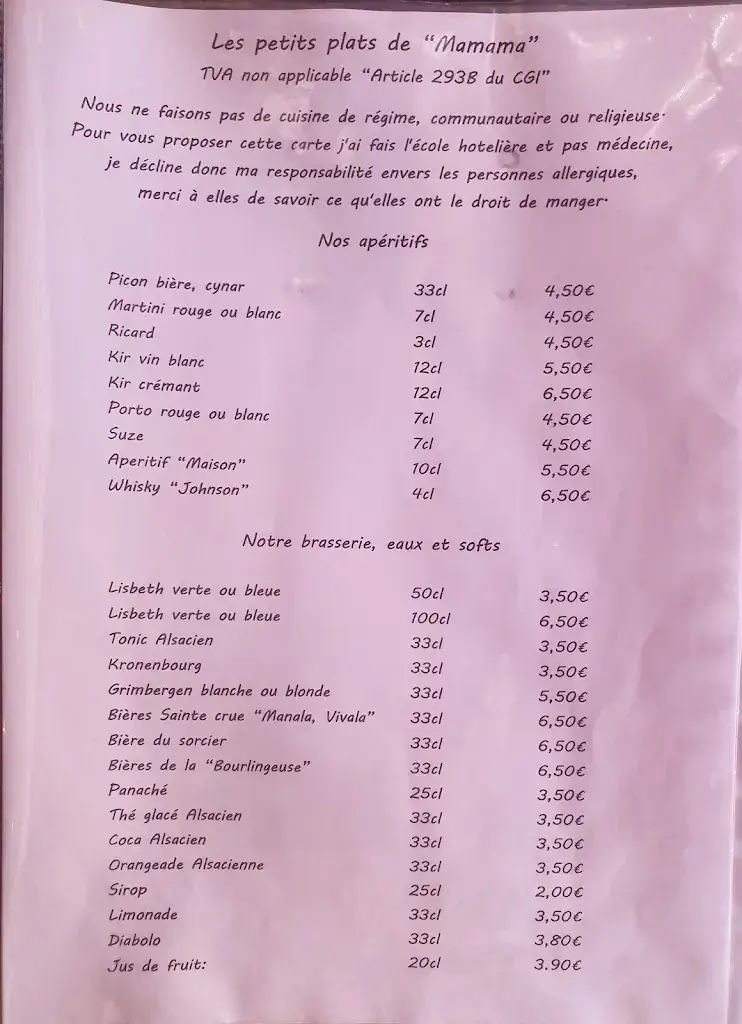 Les petits plats de “Mamama”
TVA non applicable “Article 293B du CGI”
Nous ne faisons pas de cuisine de régime, communautaire ou religieuse.
Pour vous proposer cette carte j'ai fais l'école hotelière et pas médecine,
je décline donc ma responsabilité envers les personnes allergiques,
merci à elles de savoir ce qu'elles ont le droit de manger.
Nos apéritifs
Picon bière, cynar 33cl 4,50€
Martini rouge ou blanc 7cl 4,50€
Ricard 3cl 4,50€
Kir vin blanc 12cl 5,50€
Kir crémant 12cl 6,50€
Porto rouge ou blanc 7cl 4,50€
Suze 7cl 4,50€
Aperitif “Maison” 10cl 5,50€
Whisky “Johnson” 4cl 6,50€
Notre brasserie, eaux et softs
Lisbeth verte ou bleue 50cl 3,50€
Lisbeth verte ou bleue 100cl 6,50€
Tonic Alsacien 33cl 3,50€
Kronenbourg 33cl 3,50€
Grimbergen blanche ou blonde 33cl 5,50€
Bières Sainte crue “Manala, Vivala” 33cl 6,50€
Bière du sorcier 33cl 6,50€
Bières de la “Bourlingeuse” 33cl 6,50€
Panaché 25cl 3,50€
Thé glacé Alsacien 33cl 3,50€
Coca Alsacien 33cl 3,50€
Orangeade Alsacienne 33cl 3,50€
Sirop 25cl 2,00€
Limonade 33cl 3,50€
Diabolo 33cl 3,80€
Jus de fruit: 20cl 3.90€